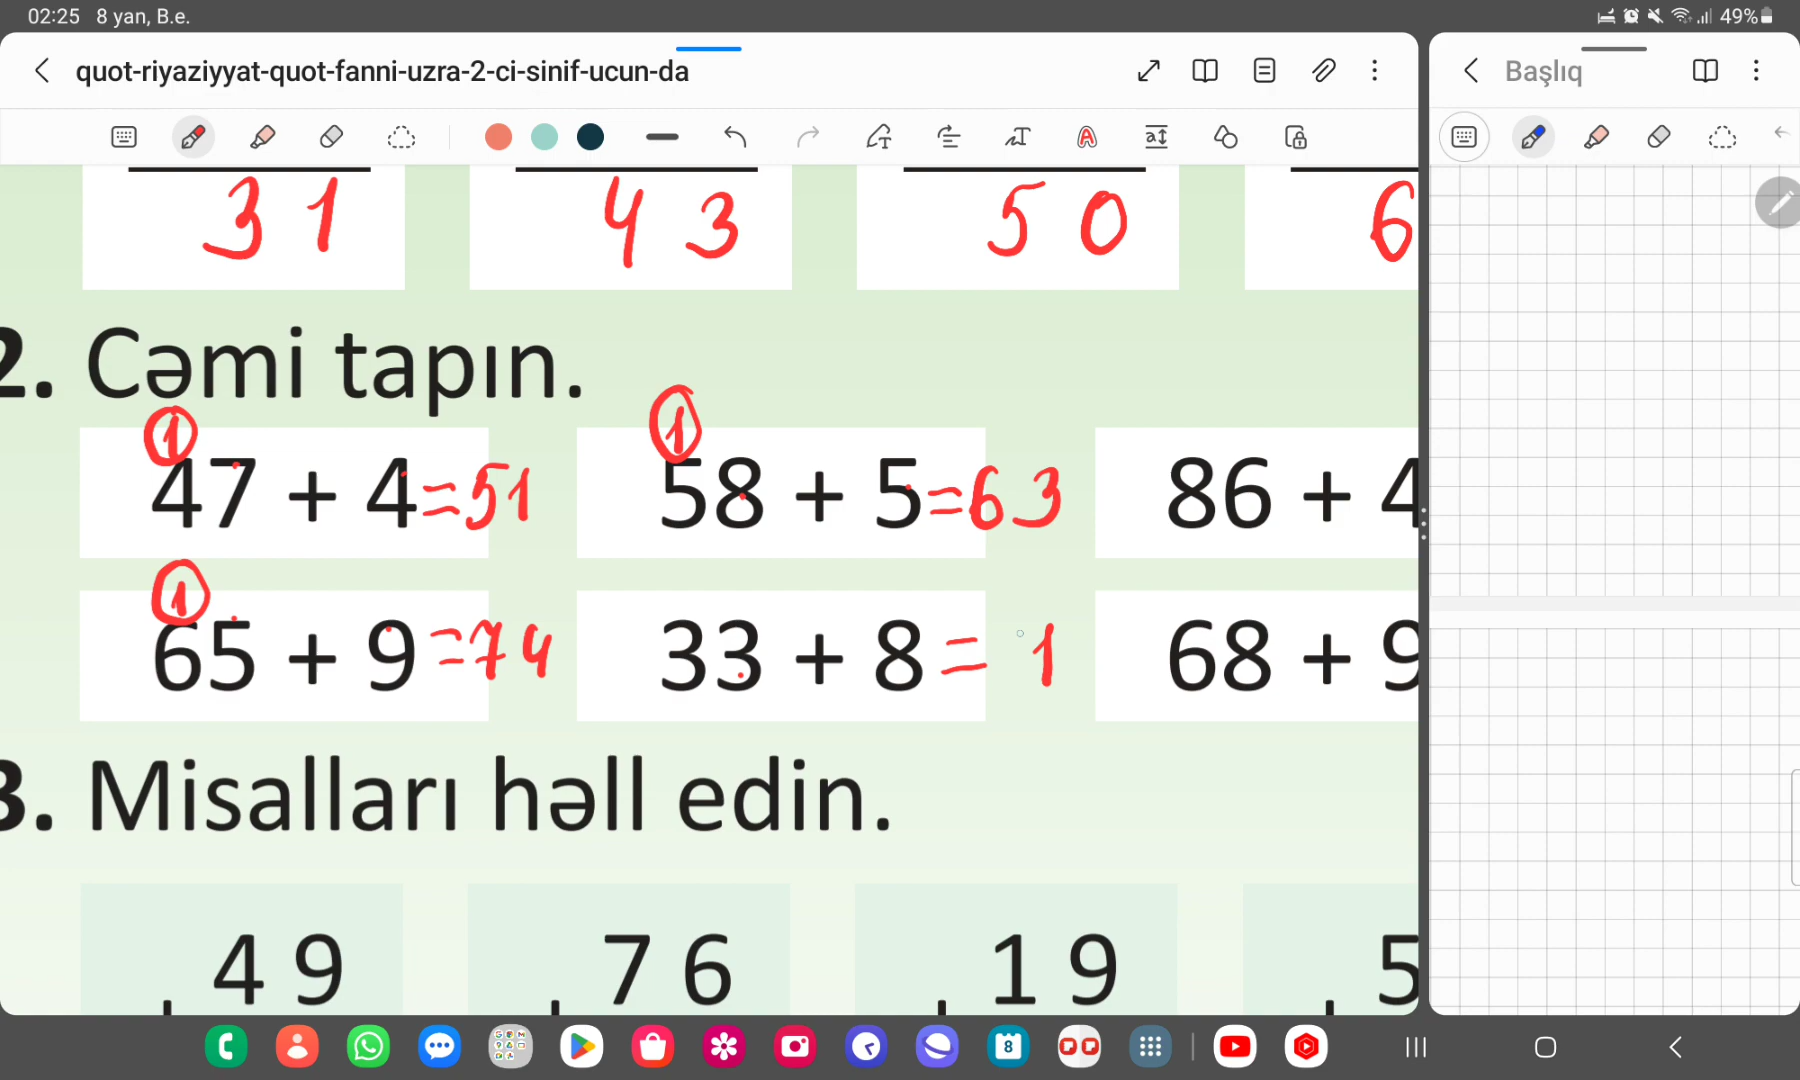 02:25 8 yan, B.e. 49%
quot-riyaziyyat-quot-fanni-uzra-2-ci-sinif-ucun-da
Başlıq
31 43 50 6
2. Cəmi tapın.
1 1
47 + 4 =51 58 + 5 =63 86 + 4
1
65 + 9 =74 33 + 8 = 1 68 + 9
3. Misalları həll edin.
49 76 19 5
8